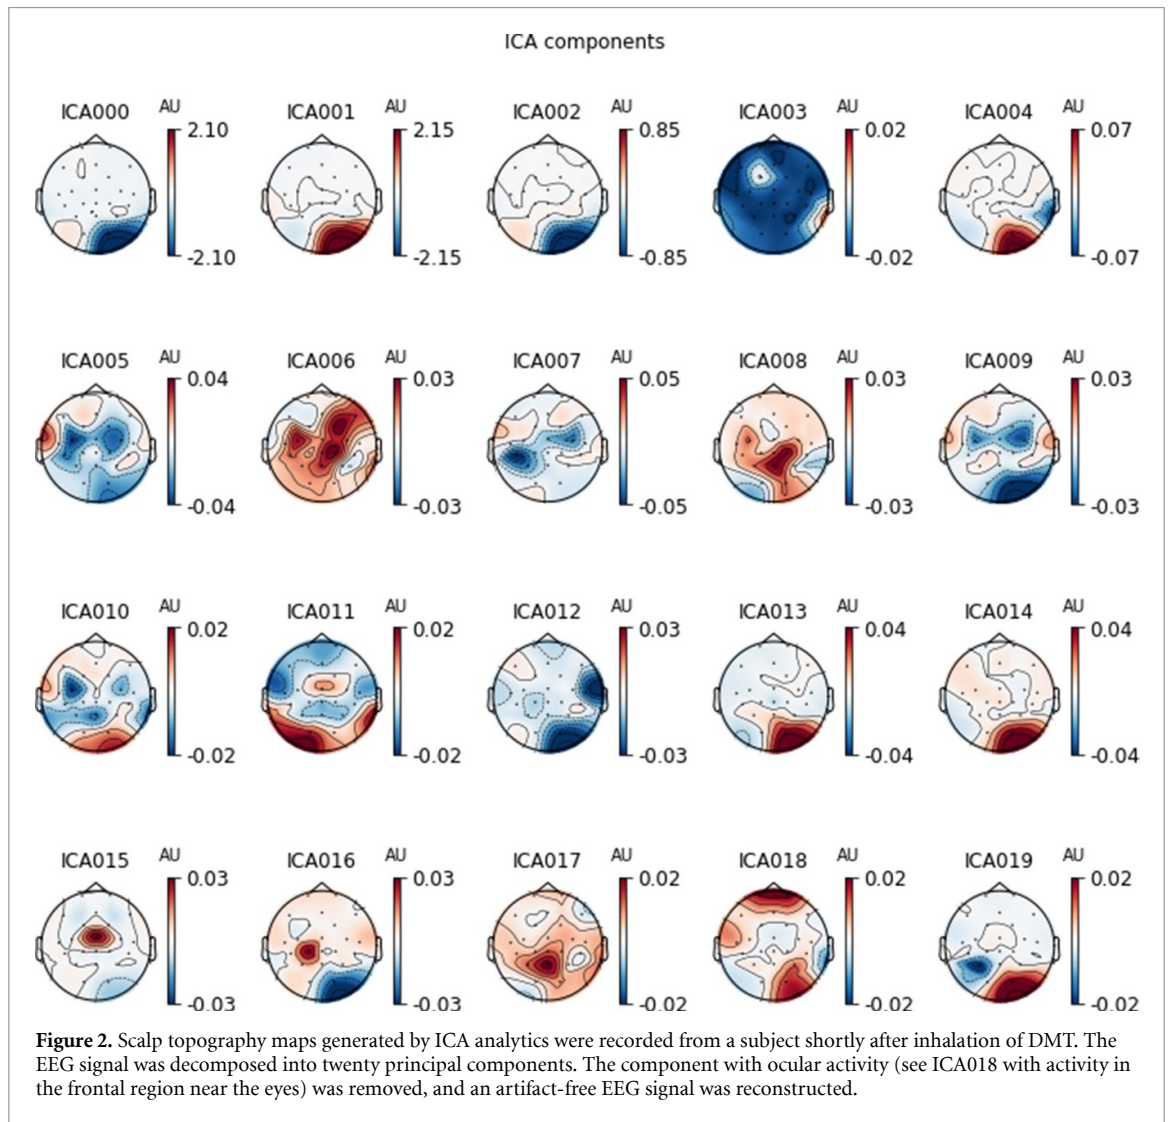 ICA components
ICA000 AU ICA001 AU ICA002 AU ICA003 AU ICA004 AU
2.10 2.15 0.85 0.02 0.07
-2.10 -2.15 -0.85 -0.02 -0.07
ICA005 AU ICA006 AU ICA007 AU ICA008 AU ICA009 AU
0.04 0.03 0.05 0.03 0.03
-0.04 -0.03 -0.05 -0.03 -0.03
ICA010 AU ICA011 AU ICA012 AU ICA013 AU ICA014 AU
0.02 0.02 0.03 0.04 0.04
-0.02 -0.02 -0.03 -0.04 -0.04
ICA015 AU ICA016 AU ICA017 AU ICA018 AU ICA019 AU
0.03 0.03 0.02 0.02 0.02
-0.03 -0.03 -0.02 -0.02 -0.02
Figure 2. Scalp topography maps generated by ICA analytics were recorded from a subject shortly after inhalation of DMT. The
EEG signal was decomposed into twenty principal components. The component with ocular activity (see ICA018 with activity in
the frontal region near the eyes) was removed, and an artifact-free EEG signal was reconstructed.